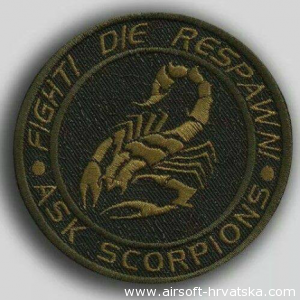 FIGHT! DIE RESPAWN
ASK SCORPIONS
www.airsoft-hrvatska.com